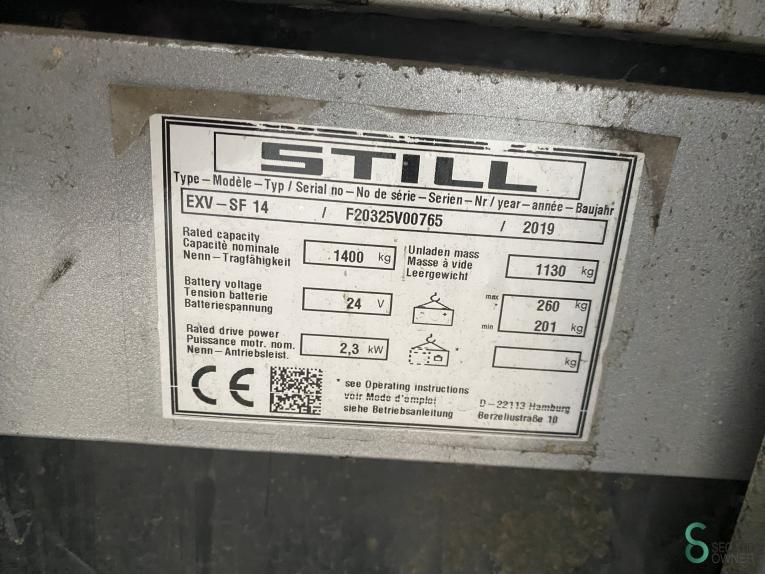 STILL
Type – Modèle – Typ / Serial no – No de série – Serien – Nr / year – année – Baujahr
EXV – SF 14 / F20325V00765 / 2019
Rated capacity
Capacité nominale
Nenn – Tragfähigkeit
1400 kg
Unladen mass
Masse à vide
Leergewicht
1130 kg
Battery voltage
Tension batterie
Batteriespannung
24 V
- +
max
*
260 kg
min
201 kg
Rated drive power
Puissance motr. nom.
Nenn – Antriebsleist.
2,3 kW
*
kg
CE
* see Operating instructions
voir Mode d'emploi
siehe Betriebsanleitung
D – 22113 Hamburg
Berzeliustraße 10
SECOND
OWNER